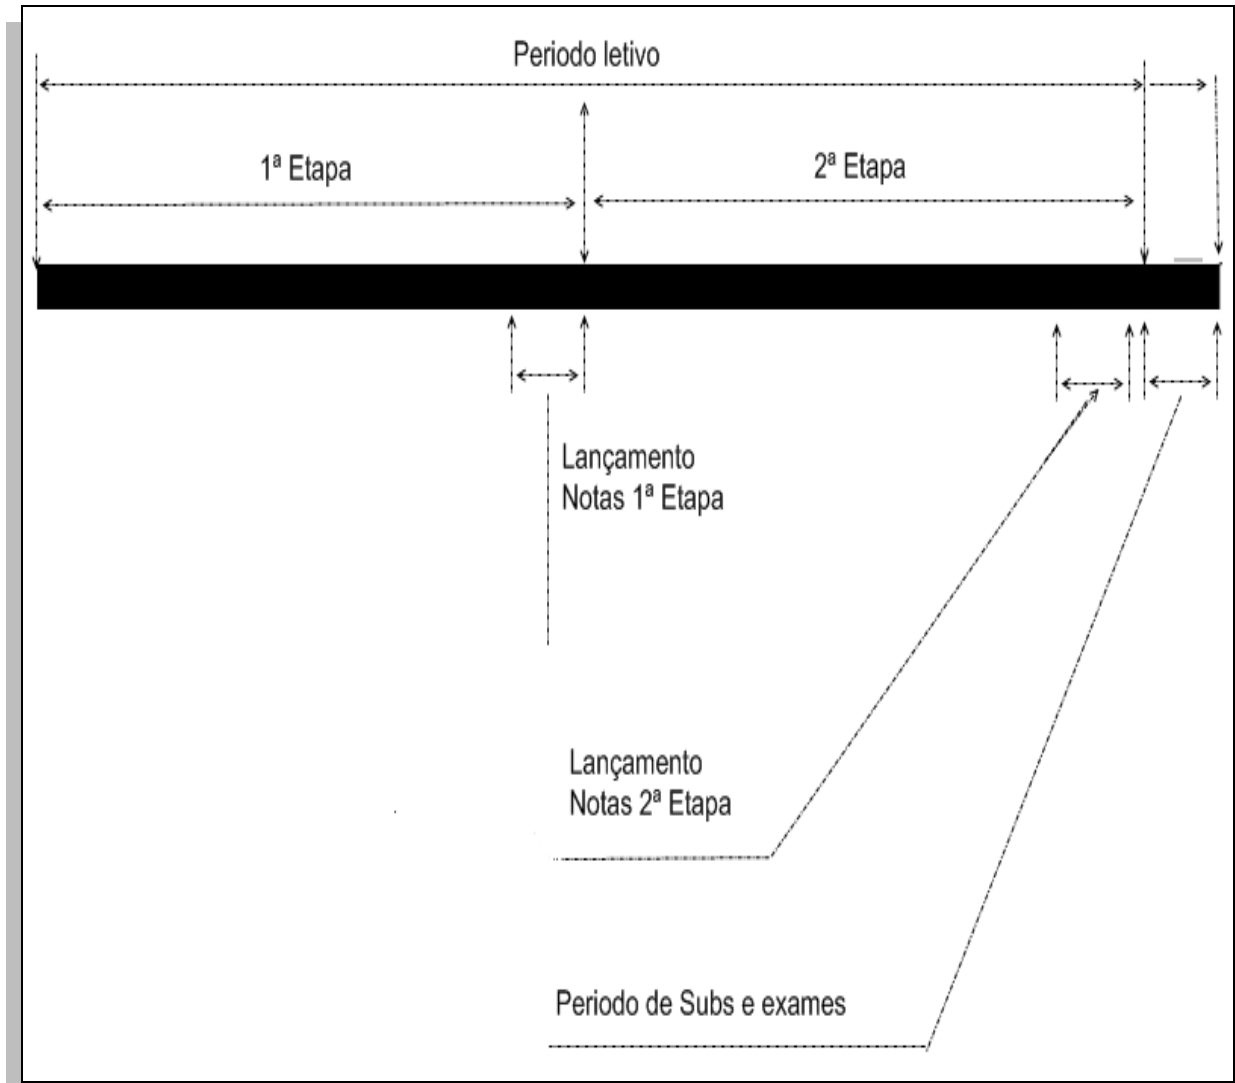 Periodo letivo
1ª Etapa
2ª Etapa
Lançamento
Notas 1ª Etapa
Lançamento
Notas 2ª Etapa
Periodo de Subs e exames